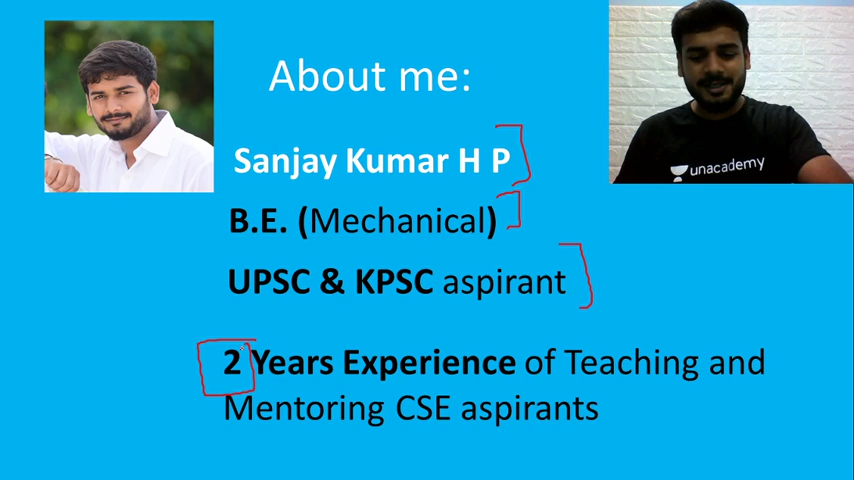 About me:
unacademy
Sanjay Kumar H P
B.E. (Mechanical)
UPSC & KPSC aspirant
2 Years Experience of Teaching and
Mentoring CSE aspirants